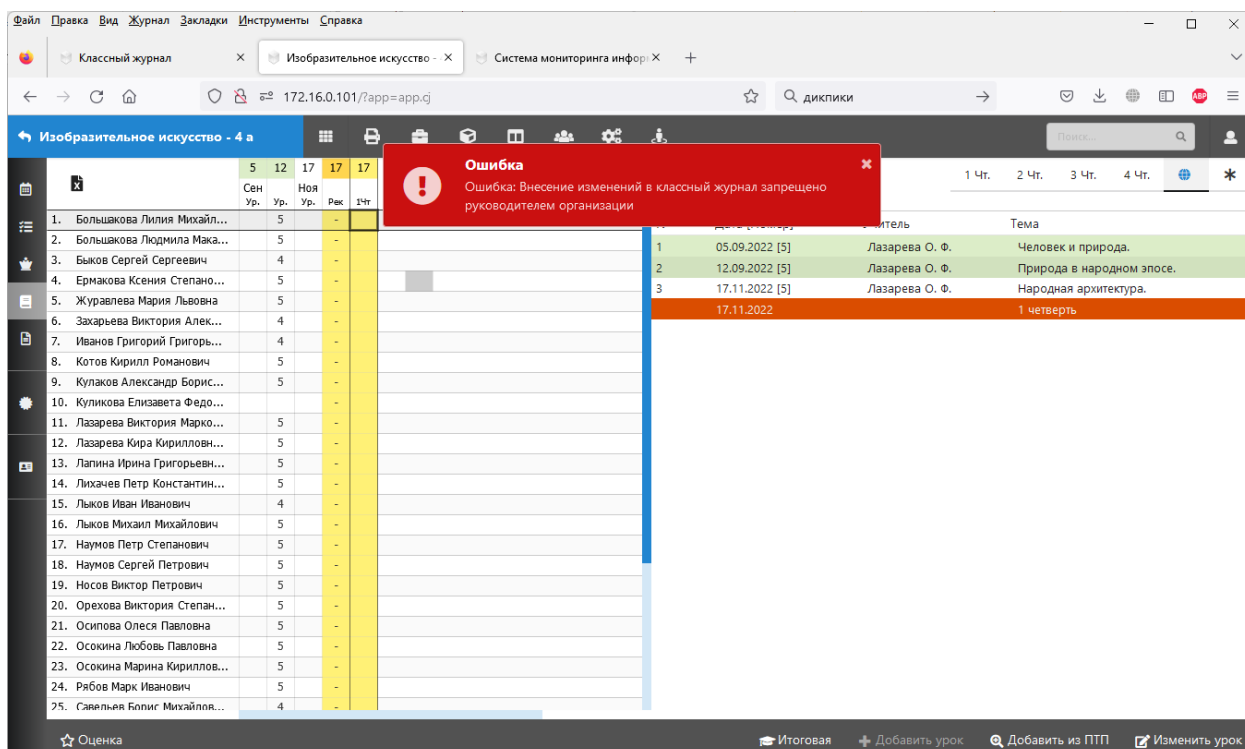 Файл Правка Вид Журнал Закладки Инструменты Справка
Классный журнал
Изобразительное искусство -
Система мониторинга инфор
172.16.0.101/?app=app.cj
дикпики
ABP
Изобразительное искусство - 4 а
Поиск...
Ошибка
Ошибка: Внесение изменений в классный журнал запрещено
руководителем организации
5 12 17 17 17
Сен Ноя
Ур. Ур. Ур. Рек 1Чт
1 Чт. 2 Чт. 3 Чт. 4 Чт.
Тема
1. Большакова Лилия Михайл... 5 -
2. Большакова Людмила Мака... 5 -
3. Быков Сергей Сергеевич 4 -
4. Ермакова Ксения Степано... 5 -
5. Журавлева Мария Львовна 5 -
6. Захарьева Виктория Алек... 4 -
7. Иванов Григорий Григорь... 4 -
8. Котов Кирилл Романович 5 -
9. Кулаков Александр Борис... 5 -
10. Куликова Елизавета Федо... -
11. Лазарева Виктория Марко... 5 -
12. Лазарева Кира Кирилловн... 5 -
13. Лапина Ирина Григорьевн... 5 -
14. Лихачев Петр Константин... 5 -
15. Лыков Иван Иванович 4 -
16. Лыков Михаил Михайлович 5 -
17. Наумов Петр Степанович 5 -
18. Наумов Сергей Петрович 5 -
19. Носов Виктор Петрович 5 -
20. Орехова Виктория Степан... 5 -
21. Осипова Олеся Павловна 5 -
22. Осокина Любовь Павловна 5 -
23. Осокина Марина Кириллов... 5 -
24. Рябов Марк Иванович 5 -
25. Савельев Борис Михайлов... 4 -
1 05.09.2022 [5] Лазарева О. Ф. Человек и природа.
2 12.09.2022 [5] Лазарева О. Ф. Природа в народном эпосе.
3 17.11.2022 [5] Лазарева О. Ф. Народная архитектура.
17.11.2022 1 четверть
Оценка
Итоговая
Добавить урок
Добавить из ПТП
Изменить урок